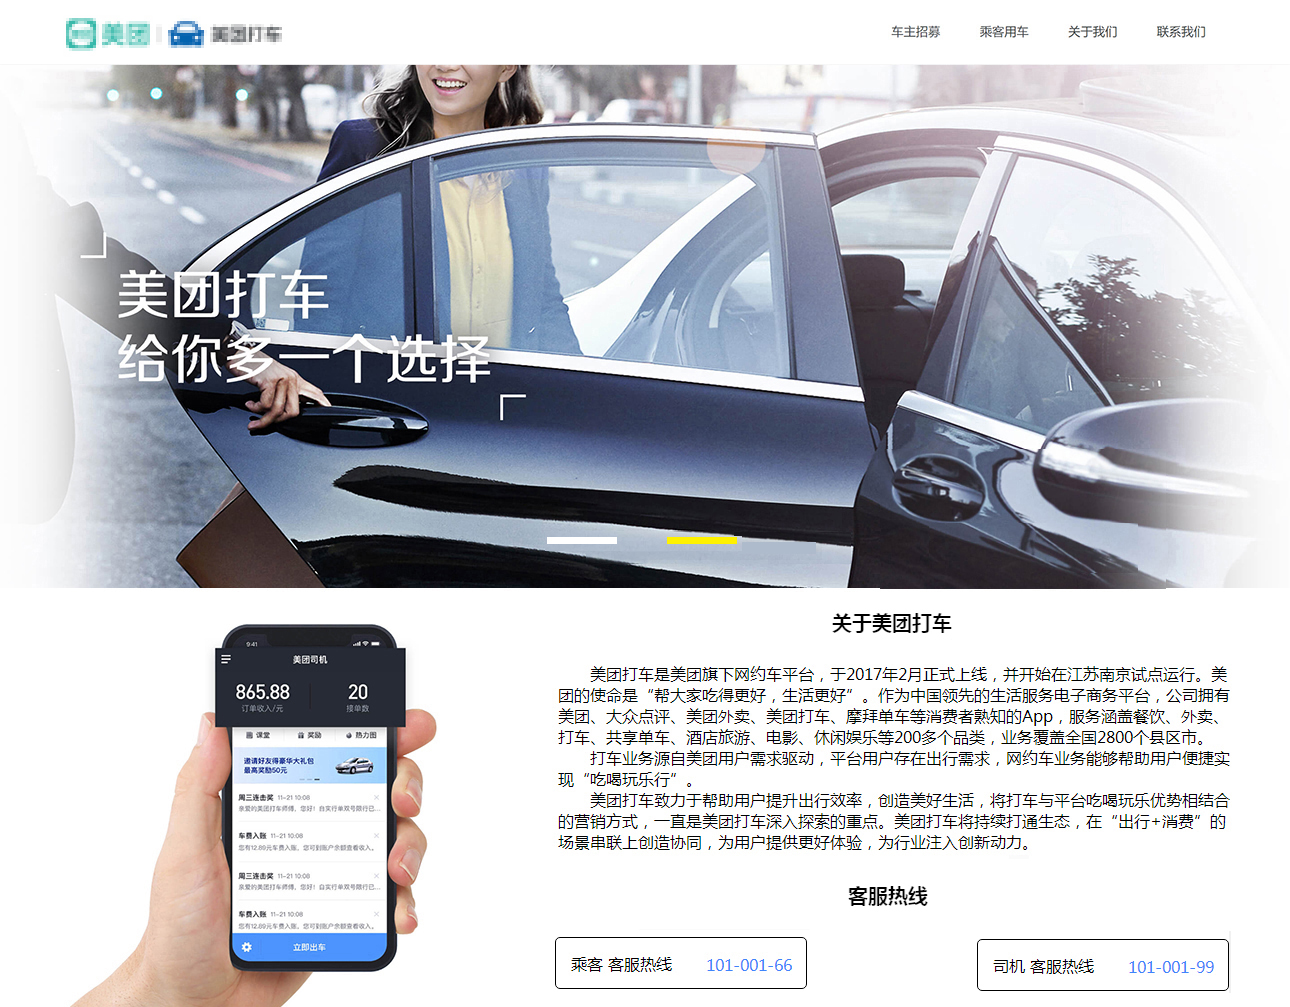 美团 | 美团打车
车主招募 乘客用车 关于我们 联系我们
美团打车
给你多一个选择
关于美团打车
美团打车是美团旗下网约车平台，于2017年2月正式上线，并开始在江苏南京试点运行。美
团的使命是“帮大家吃得更好，生活更好”。作为中国领先的生活服务电子商务平台，公司拥有
美团、大众点评、美团外卖、美团打车、摩拜单车等消费者熟知的App，服务涵盖餐饮、外卖、
打车、共享单车、酒店旅游、电影、休闲娱乐等200多个品类，业务覆盖全国2800个县区市。
打车业务源自美团用户需求驱动，平台用户存在出行需求，网约车业务能够帮助用户便捷实
现“吃喝玩乐行”。
美团打车致力于帮助用户提升出行效率，创造美好生活，将打车与平台吃喝玩乐优势相结合
的营销方式，一直是美团打车深入探索的重点。美团打车将持续打通生态，在“出行+消费”的
场景串联上创造协同，为用户提供更好体验，为行业注入创新动力。
客服热线
乘客 客服热线 101-001-66
司机 客服热线 101-001-99
9:41
美团司机
865.88 20
订单收入/元 接单数
课堂 奖励 热力图
邀请好友得豪华大礼包
最高奖励50元
周三连击奖 11-21 10:08
亲爱的美团打车师傅，您好！自实行单双号限行已...
车费入账 11-21 10:08
您有12.89元车费入账，您可到账户余额查看收入。
周三连击奖 11-21 10:08
亲爱的美团打车师傅，您好！自实行单双号限行已...
车费入账 11-21 10:08
您有12.89元车费入账，您可到账户余额查看收入。
立即出车